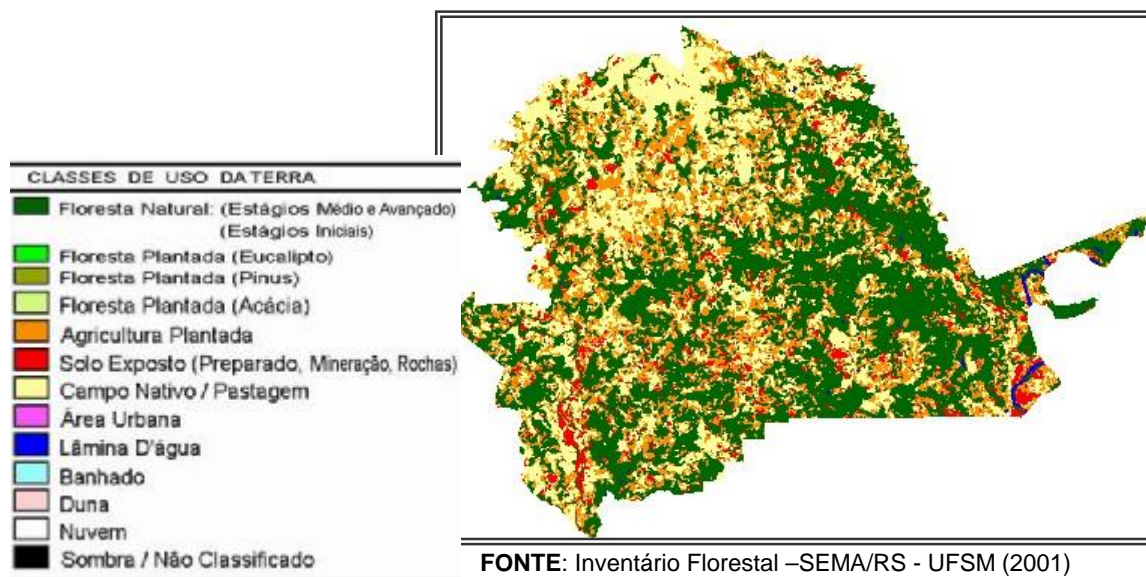 CLASSES DE USO DATERRA
Floresta Natural: (Estágios Médio e Avançado)
(Estágios Iniciais)
Floresta Plantada (Eucalipto)
Floresta Plantada (Pinus)
Floresta Plantada (Acácia)
Agricultura Plantada
Solo Exposto (Preparado, Mineração, Rochas)
Campo Nativo / Pastagem
Área Urbana
Lâmina D'água
Banhado
Duna
Nuvem
Sombra / Não Classificado
FONTE: Inventário Florestal –SEMA/RS - UFSM (2001)